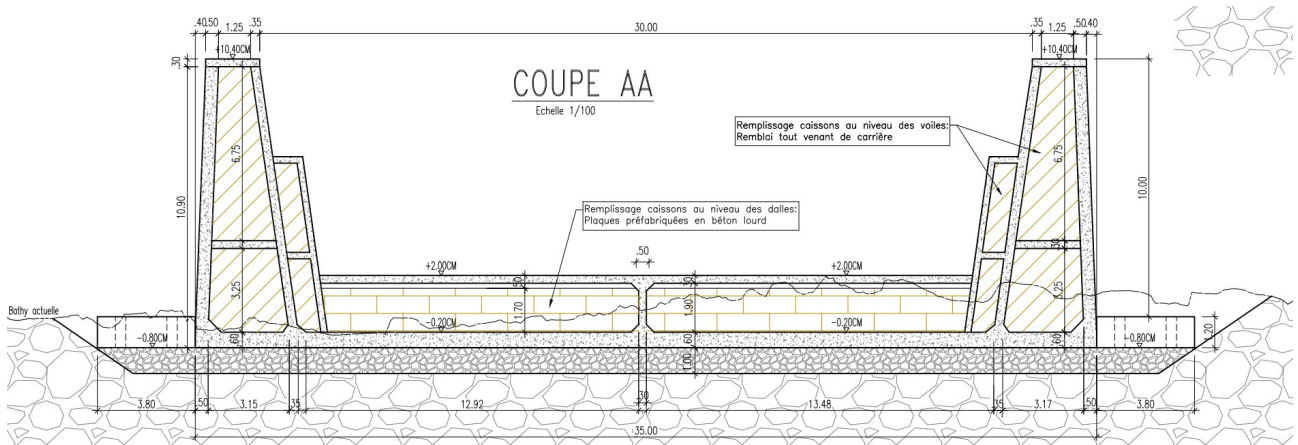 .40 .50 1.25 .35 30.00 .35 1.25 .50 .40
+10,40CM +10,40CM
.30
COUPE AA
Echelle 1/100
Remplissage caissons au niveau des voiles:
Remblai tout venant de carrière
6.75 6.75
10.90 10.00
Remplissage caissons au niveau des dalles:
Plaques préfabriquées en béton lourd
.50
.30
+2.00CM +2.00CM
.50 .30
3.25 1.70 1.90 3.25
Bathy actuelle
-0.20CM -0.20CM
1.20
-0.80CM .60 .60 .60 -0.80CM
1.00
.30
3.80 .50 3.15 .35 12.92 13.48 .35 3.17 .50 3.80
35.00